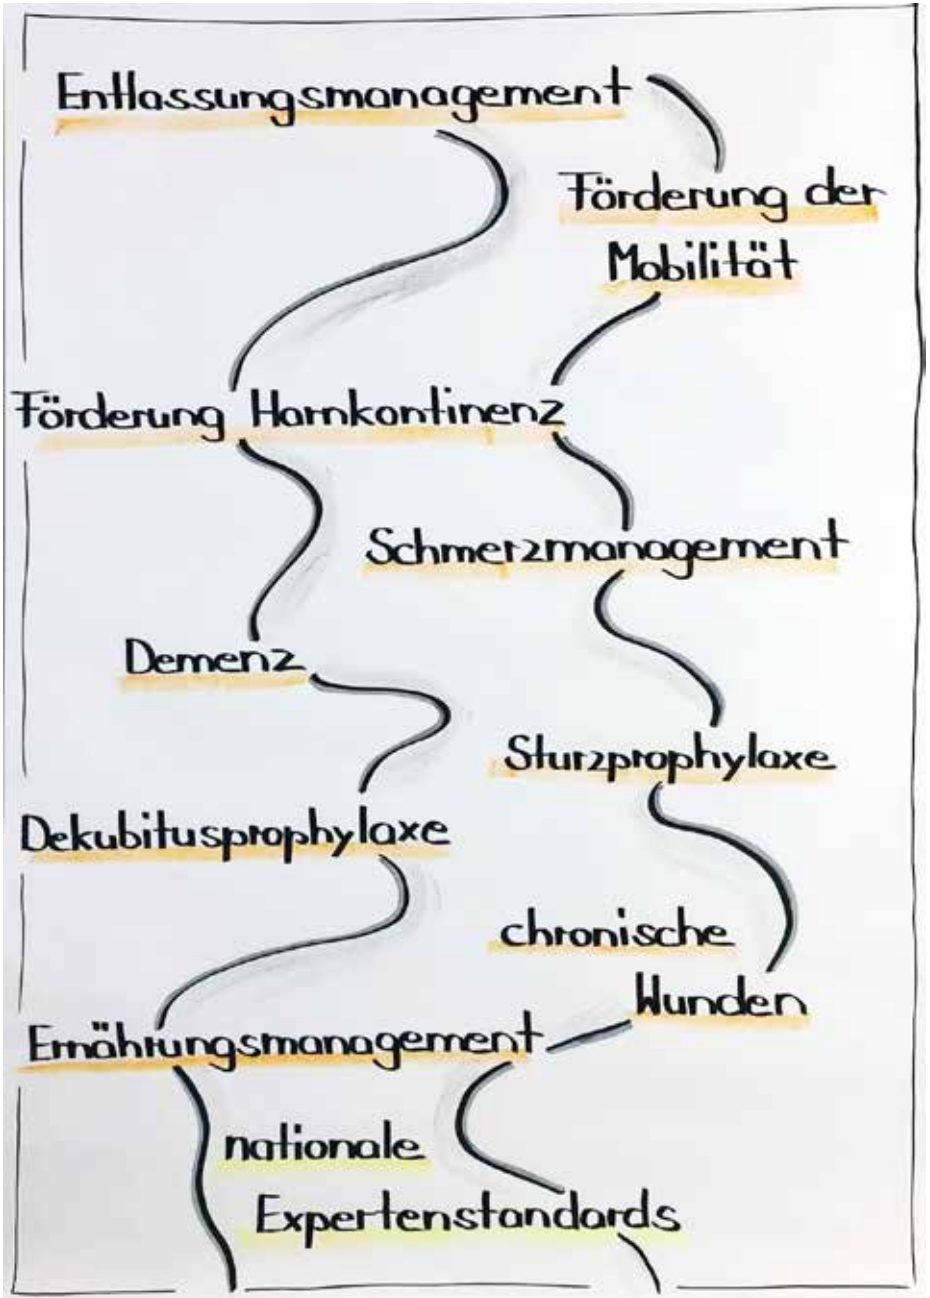 Entlassungsmanagement
Förderung der
Mobilität
Förderung Harnkontinenz
Schmerzmanagement
Demenz
Sturzprophylaxe
Dekubitusprophylaxe
chronische
Wunden
Ernährungsmanagement
nationale
Expertenstandards